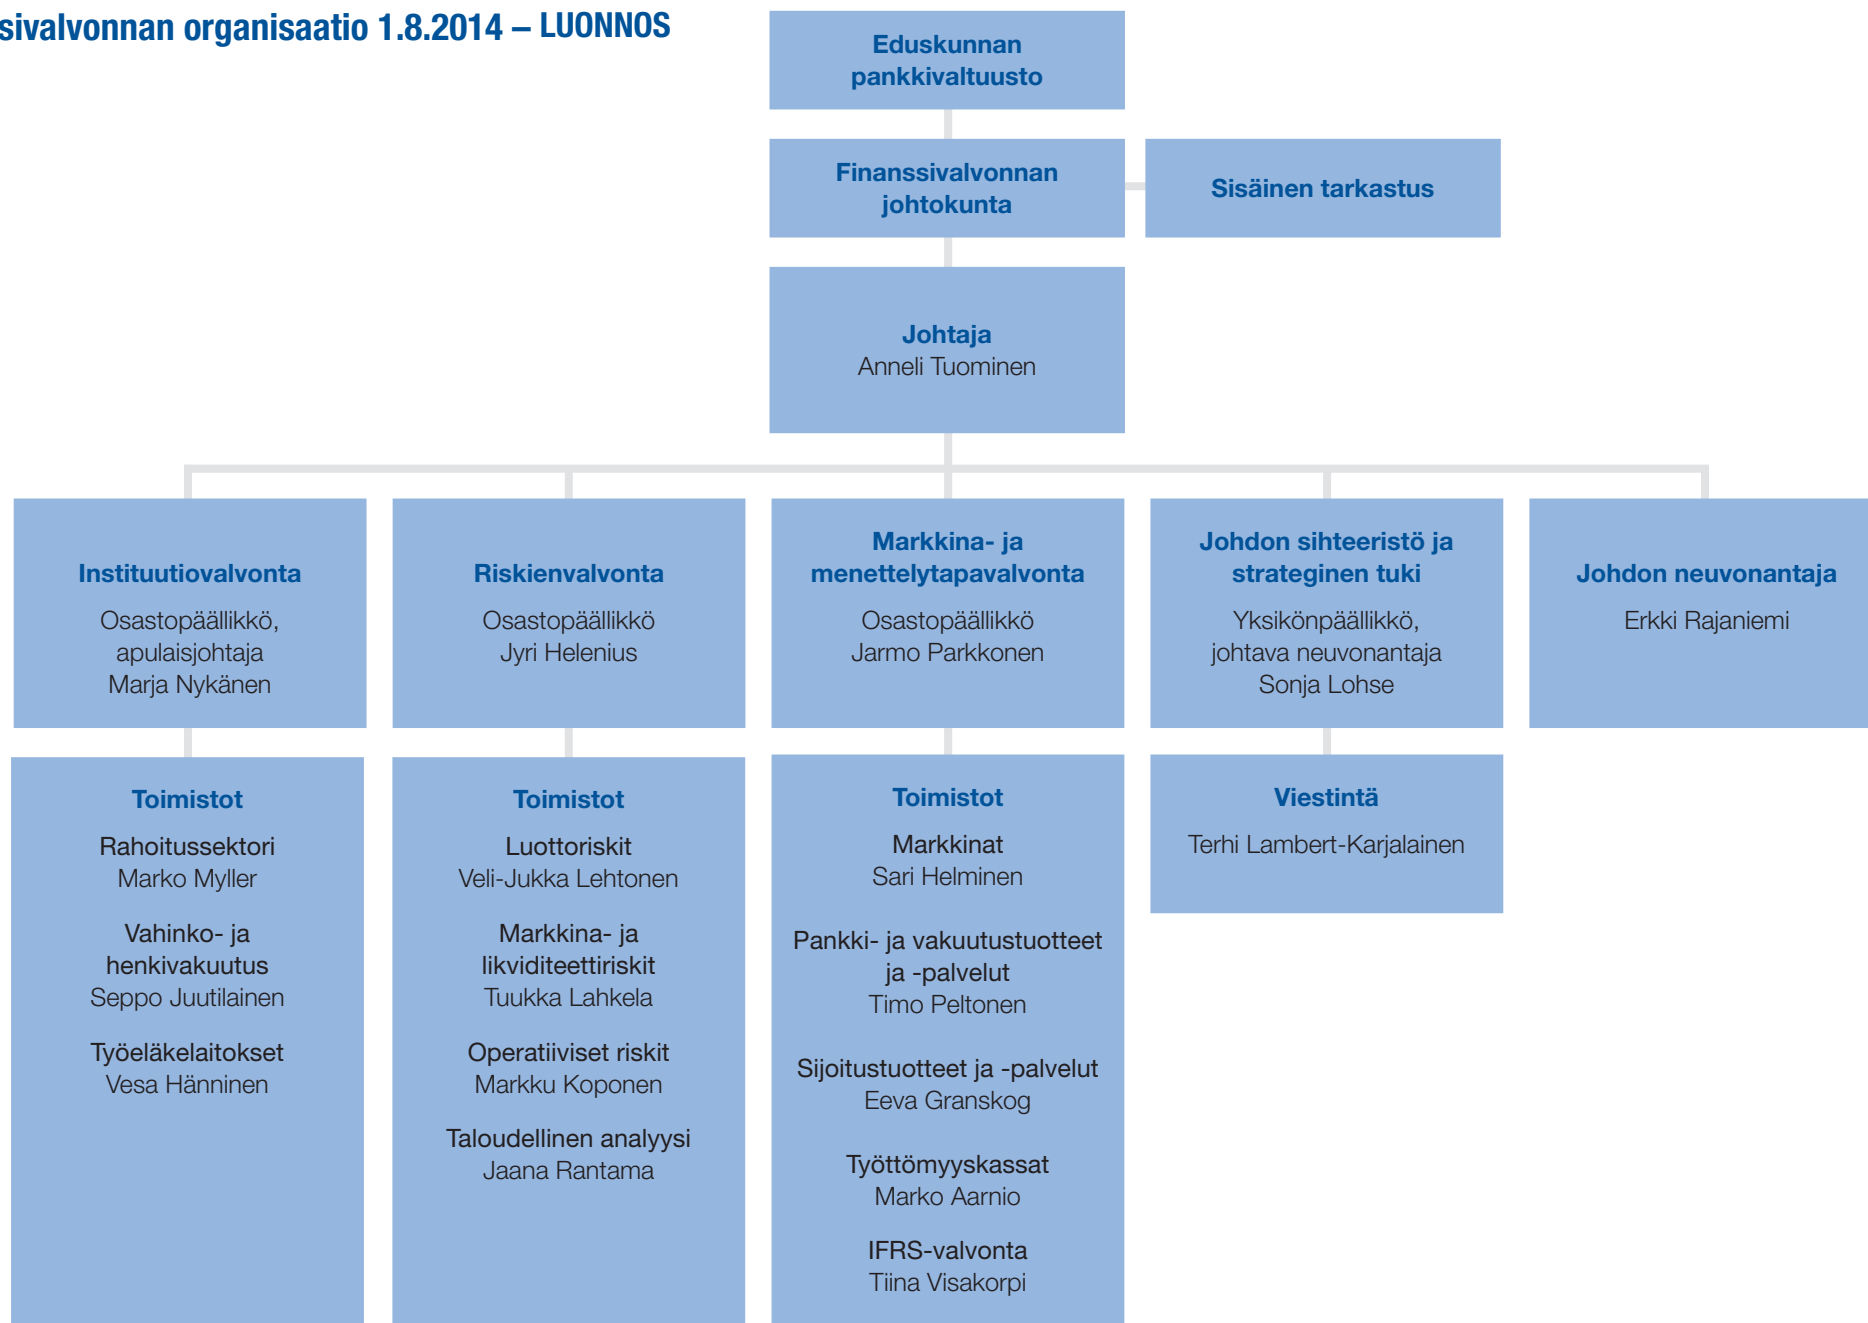 sivalvonnan organisaatio 1.8.2014 – LUONNOS
Eduskunnan
pankkivaltuusto
Finanssivalvonnan
johtokunta
Sisäinen tarkastus
Johtaja
Anneli Tuominen
Instituutiovalvonta
Osastopäällikkö,
apulaisjohtaja
Marja Nykänen
Riskienvalvonta
Osastopäällikkö
Jyri Helenius
Markkina- ja
menettelytapavalvonta
Osastopäällikkö
Jarmo Parkkonen
Johdon sihteeristö ja
strateginen tuki
Yksikönpäällikkö,
johtava neuvonantaja
Sonja Lohse
Johdon neuvonantaja
Erkki Rajaniemi
Toimistot
Rahoitussektori
Marko Myller
Vahinko- ja
henkivakuutus
Seppo Juutilainen
Työeläkelaitokset
Vesa Hänninen
Toimistot
Luottoriskit
Veli-Jukka Lehtonen
Markkina- ja
likviditeettiriskit
Tuukka Lahkela
Operatiiviset riskit
Markku Koponen
Taloudellinen analyysi
Jaana Rantama
Toimistot
Markkinat
Sari Helminen
Pankki- ja vakuutustuotteet
ja -palvelut
Timo Peltonen
Sijoitustuotteet ja -palvelut
Eeva Granskog
Työttömyyskassat
Marko Aarnio
IFRS-valvonta
Tiina Visakorpi
Viestintä
Terhi Lambert-Karjalainen